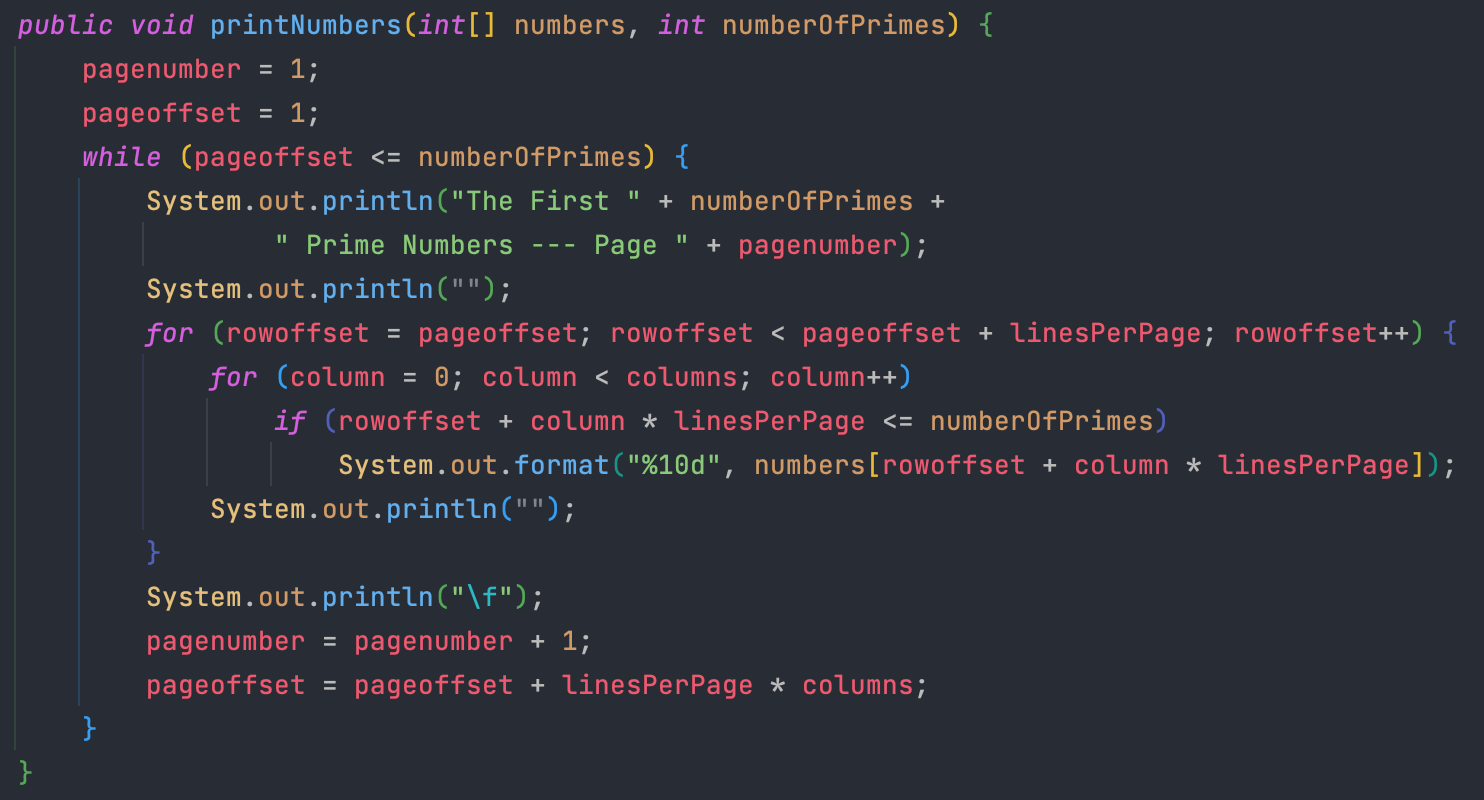 public void printNumbers(int[] numbers, int numberOfPrimes) {
    pagenumber = 1;
    pageoffset = 1;
    while (pageoffset <= numberOfPrimes) {
        System.out.println("The First " + numberOfPrimes +
                " Prime Numbers --- Page " + pagenumber);
        System.out.println("");
        for (rowoffset = pageoffset; rowoffset < pageoffset + linesPerPage; rowoffset++) {
            for (column = 0; column < columns; column++)
                if (rowoffset + column * linesPerPage <= numberOfPrimes)
                    System.out.format("%10d", numbers[rowoffset + column * linesPerPage]);
            System.out.println("");
        }
        System.out.println("\f");
        pagenumber = pagenumber + 1;
        pageoffset = pageoffset + linesPerPage * columns;
    }
}